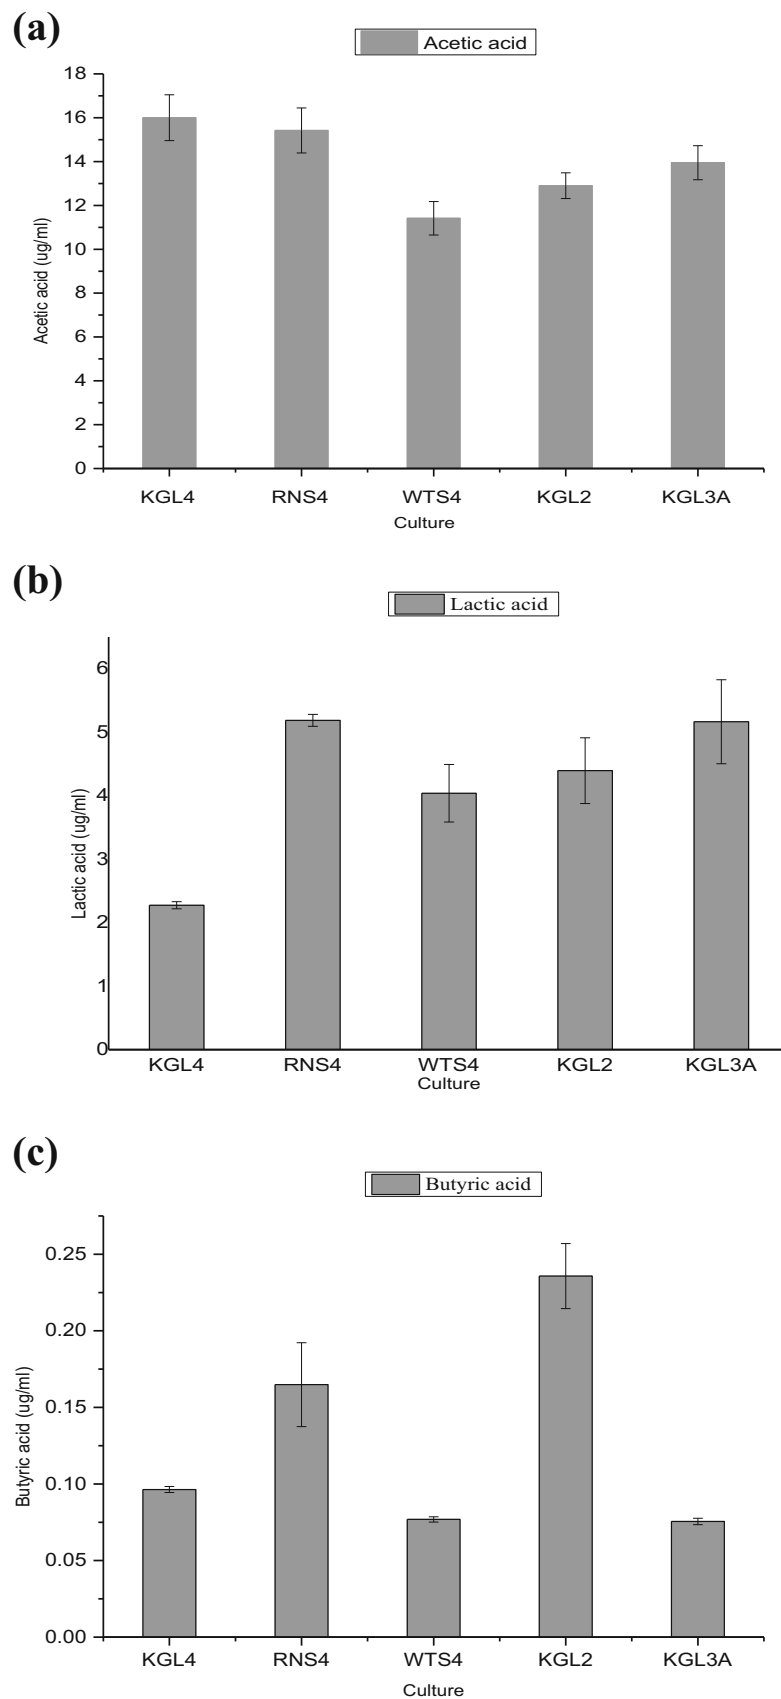 (a)
Acetic acid
18
16
14
12
10
8
6
4
2
0
Acetic acid (ug/ml)
KGL4 RNS4 WTS4 KGL2 KGL3A
Culture
(b)
Lactic acid
6
5
4
3
2
1
0
Lactic acid (ug/ml)
KGL4 RNS4 WTS4 KGL2 KGL3A
Culture
(c)
Butyric acid
0.25
0.20
0.15
0.10
0.05
0.00
Butyric acid (ug/ml)
KGL4 RNS4 WTS4 KGL2 KGL3A
Culture